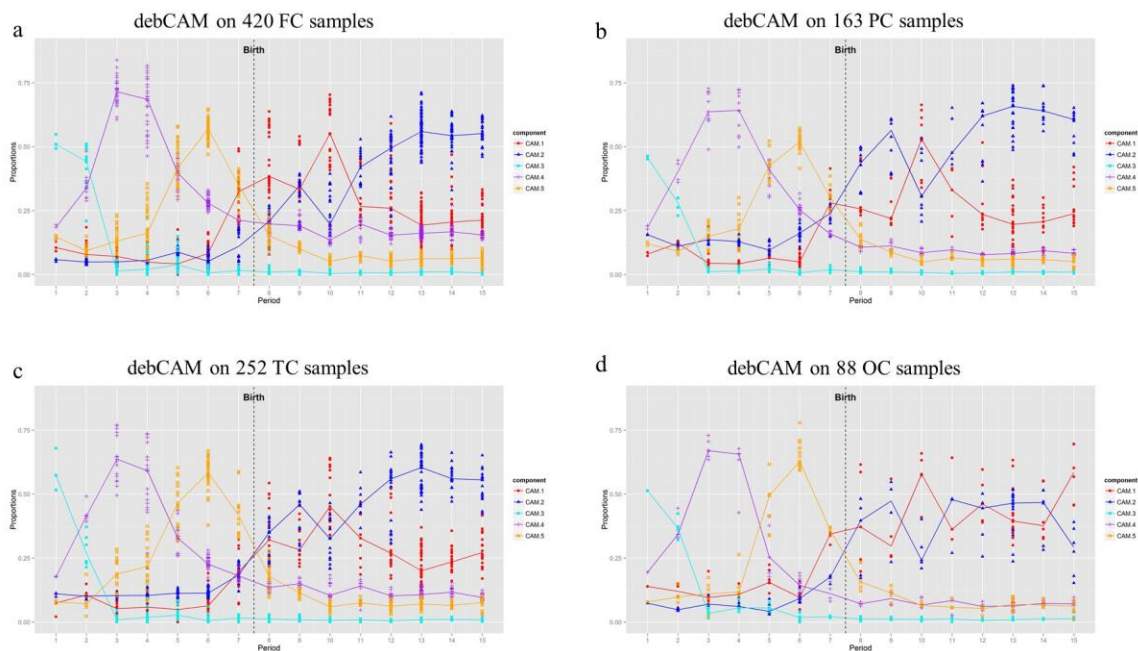 debCAM on 420 FC samples
a
Birth
Proportions
0.75
0.50
0.25
0.00
1 2 3 4 5 6 7 8 9 10 11 12 13 14 15
Period
component
CAM.1
CAM.2
CAM.3
CAM.4
CAM.5
debCAM on 163 PC samples
b
Birth
Proportions
0.75
0.50
0.25
0.00
1 2 3 4 5 6 7 8 9 10 11 12 13 14 15
Period
component
CAM.1
CAM.2
CAM.3
CAM.4
CAM.5
debCAM on 252 TC samples
c
Birth
Proportions
0.75
0.50
0.25
0.00
1 2 3 4 5 6 7 8 9 10 11 12 13 14 15
Period
component
CAM.1
CAM.2
CAM.3
CAM.4
CAM.5
debCAM on 88 OC samples
d
Birth
Proportions
0.75
0.50
0.25
0.00
1 2 3 4 5 6 7 8 9 10 11 12 13 14 15
Period
component
CAM.1
CAM.2
CAM.3
CAM.4
CAM.5